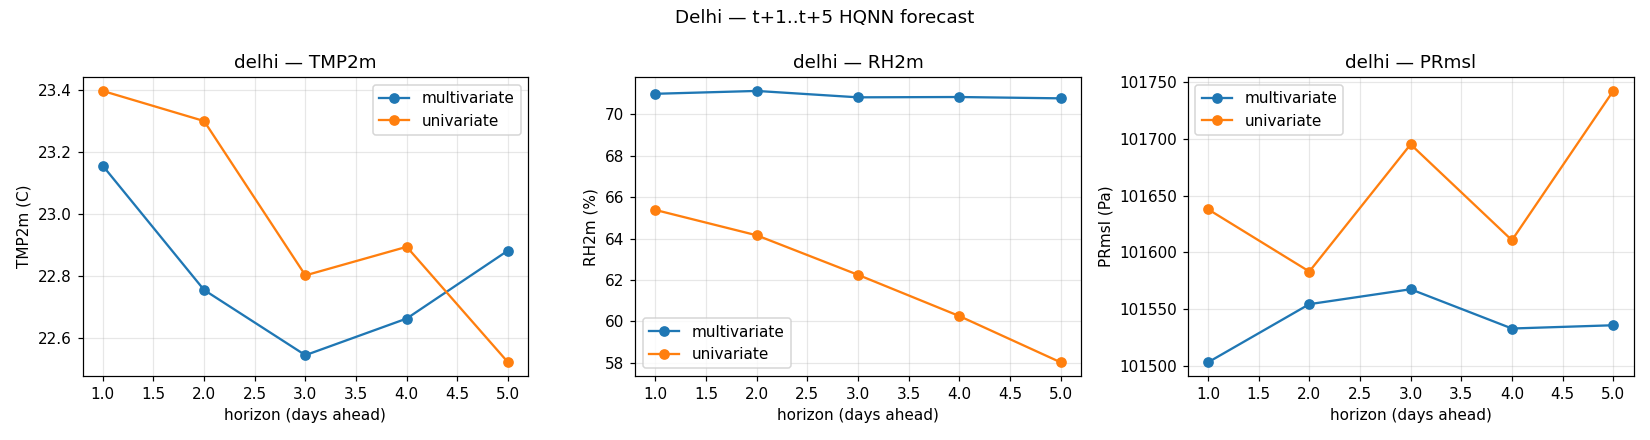 Delhi — t+1..t+5 HQNN forecast
delhi — TMP2m
23.4
23.2
23.0
22.8
22.6
TMP2m (C)
multivariate
univariate
1.0 1.5 2.0 2.5 3.0 3.5 4.0 4.5 5.0
horizon (days ahead)
delhi — RH2m
70
68
66
64
62
60
58
RH2m (%)
multivariate
univariate
1.0 1.5 2.0 2.5 3.0 3.5 4.0 4.5 5.0
horizon (days ahead)
delhi — PRmsl
101750
101700
101650
101600
101550
101500
PRmsl (Pa)
multivariate
univariate
1.0 1.5 2.0 2.5 3.0 3.5 4.0 4.5 5.0
horizon (days ahead)